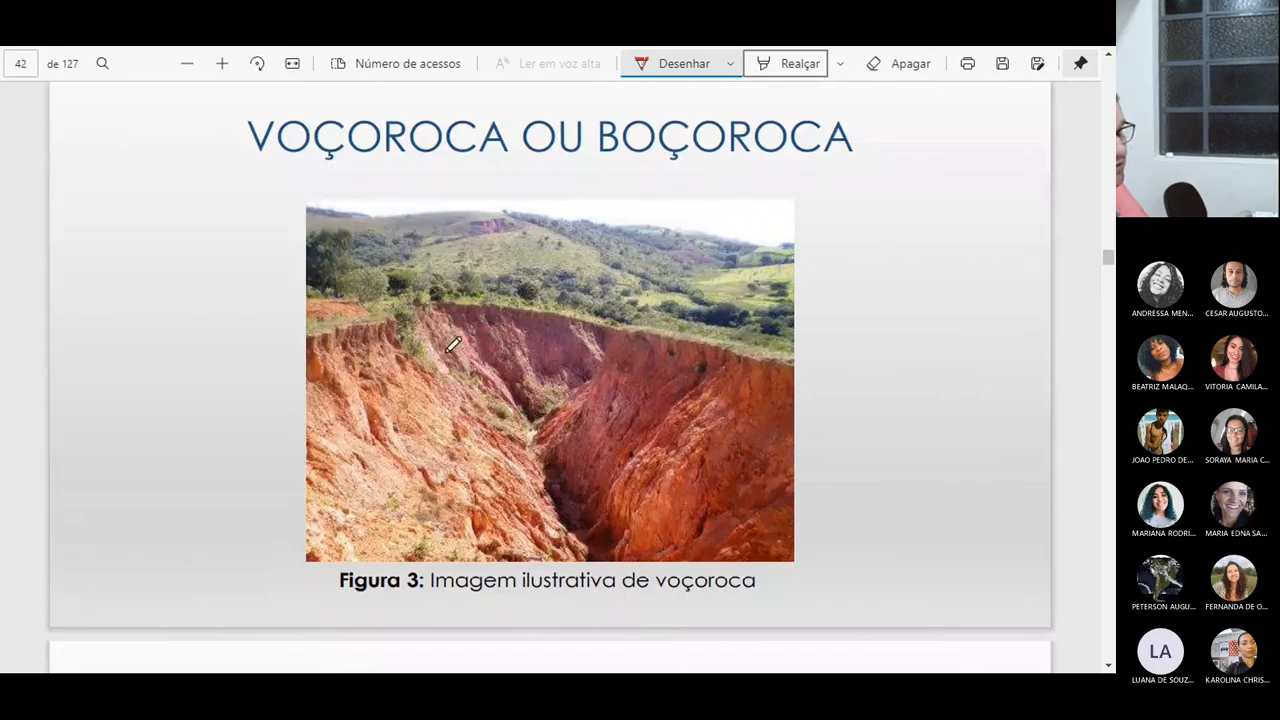 42 de 127 Número de acessos Ler em voz alta Desenhar Realçar Apagar
VOÇOROCA OU BOÇOROCA
Figura 3: Imagem ilustrativa de voçoroca
ANDRESSA MEN... CESAR AUGUSTO...
BEATRIZ MALAQ... VITORIA CAMILA...
JOAO PEDRO DE... SORAYA MARIA C...
MARIANA RODRI... MARIA EDNA SA...
PETERSON AUGU... FERNANDA DE O...
LA
LUANA DE SOUZ... KAROLINA CHRIS...